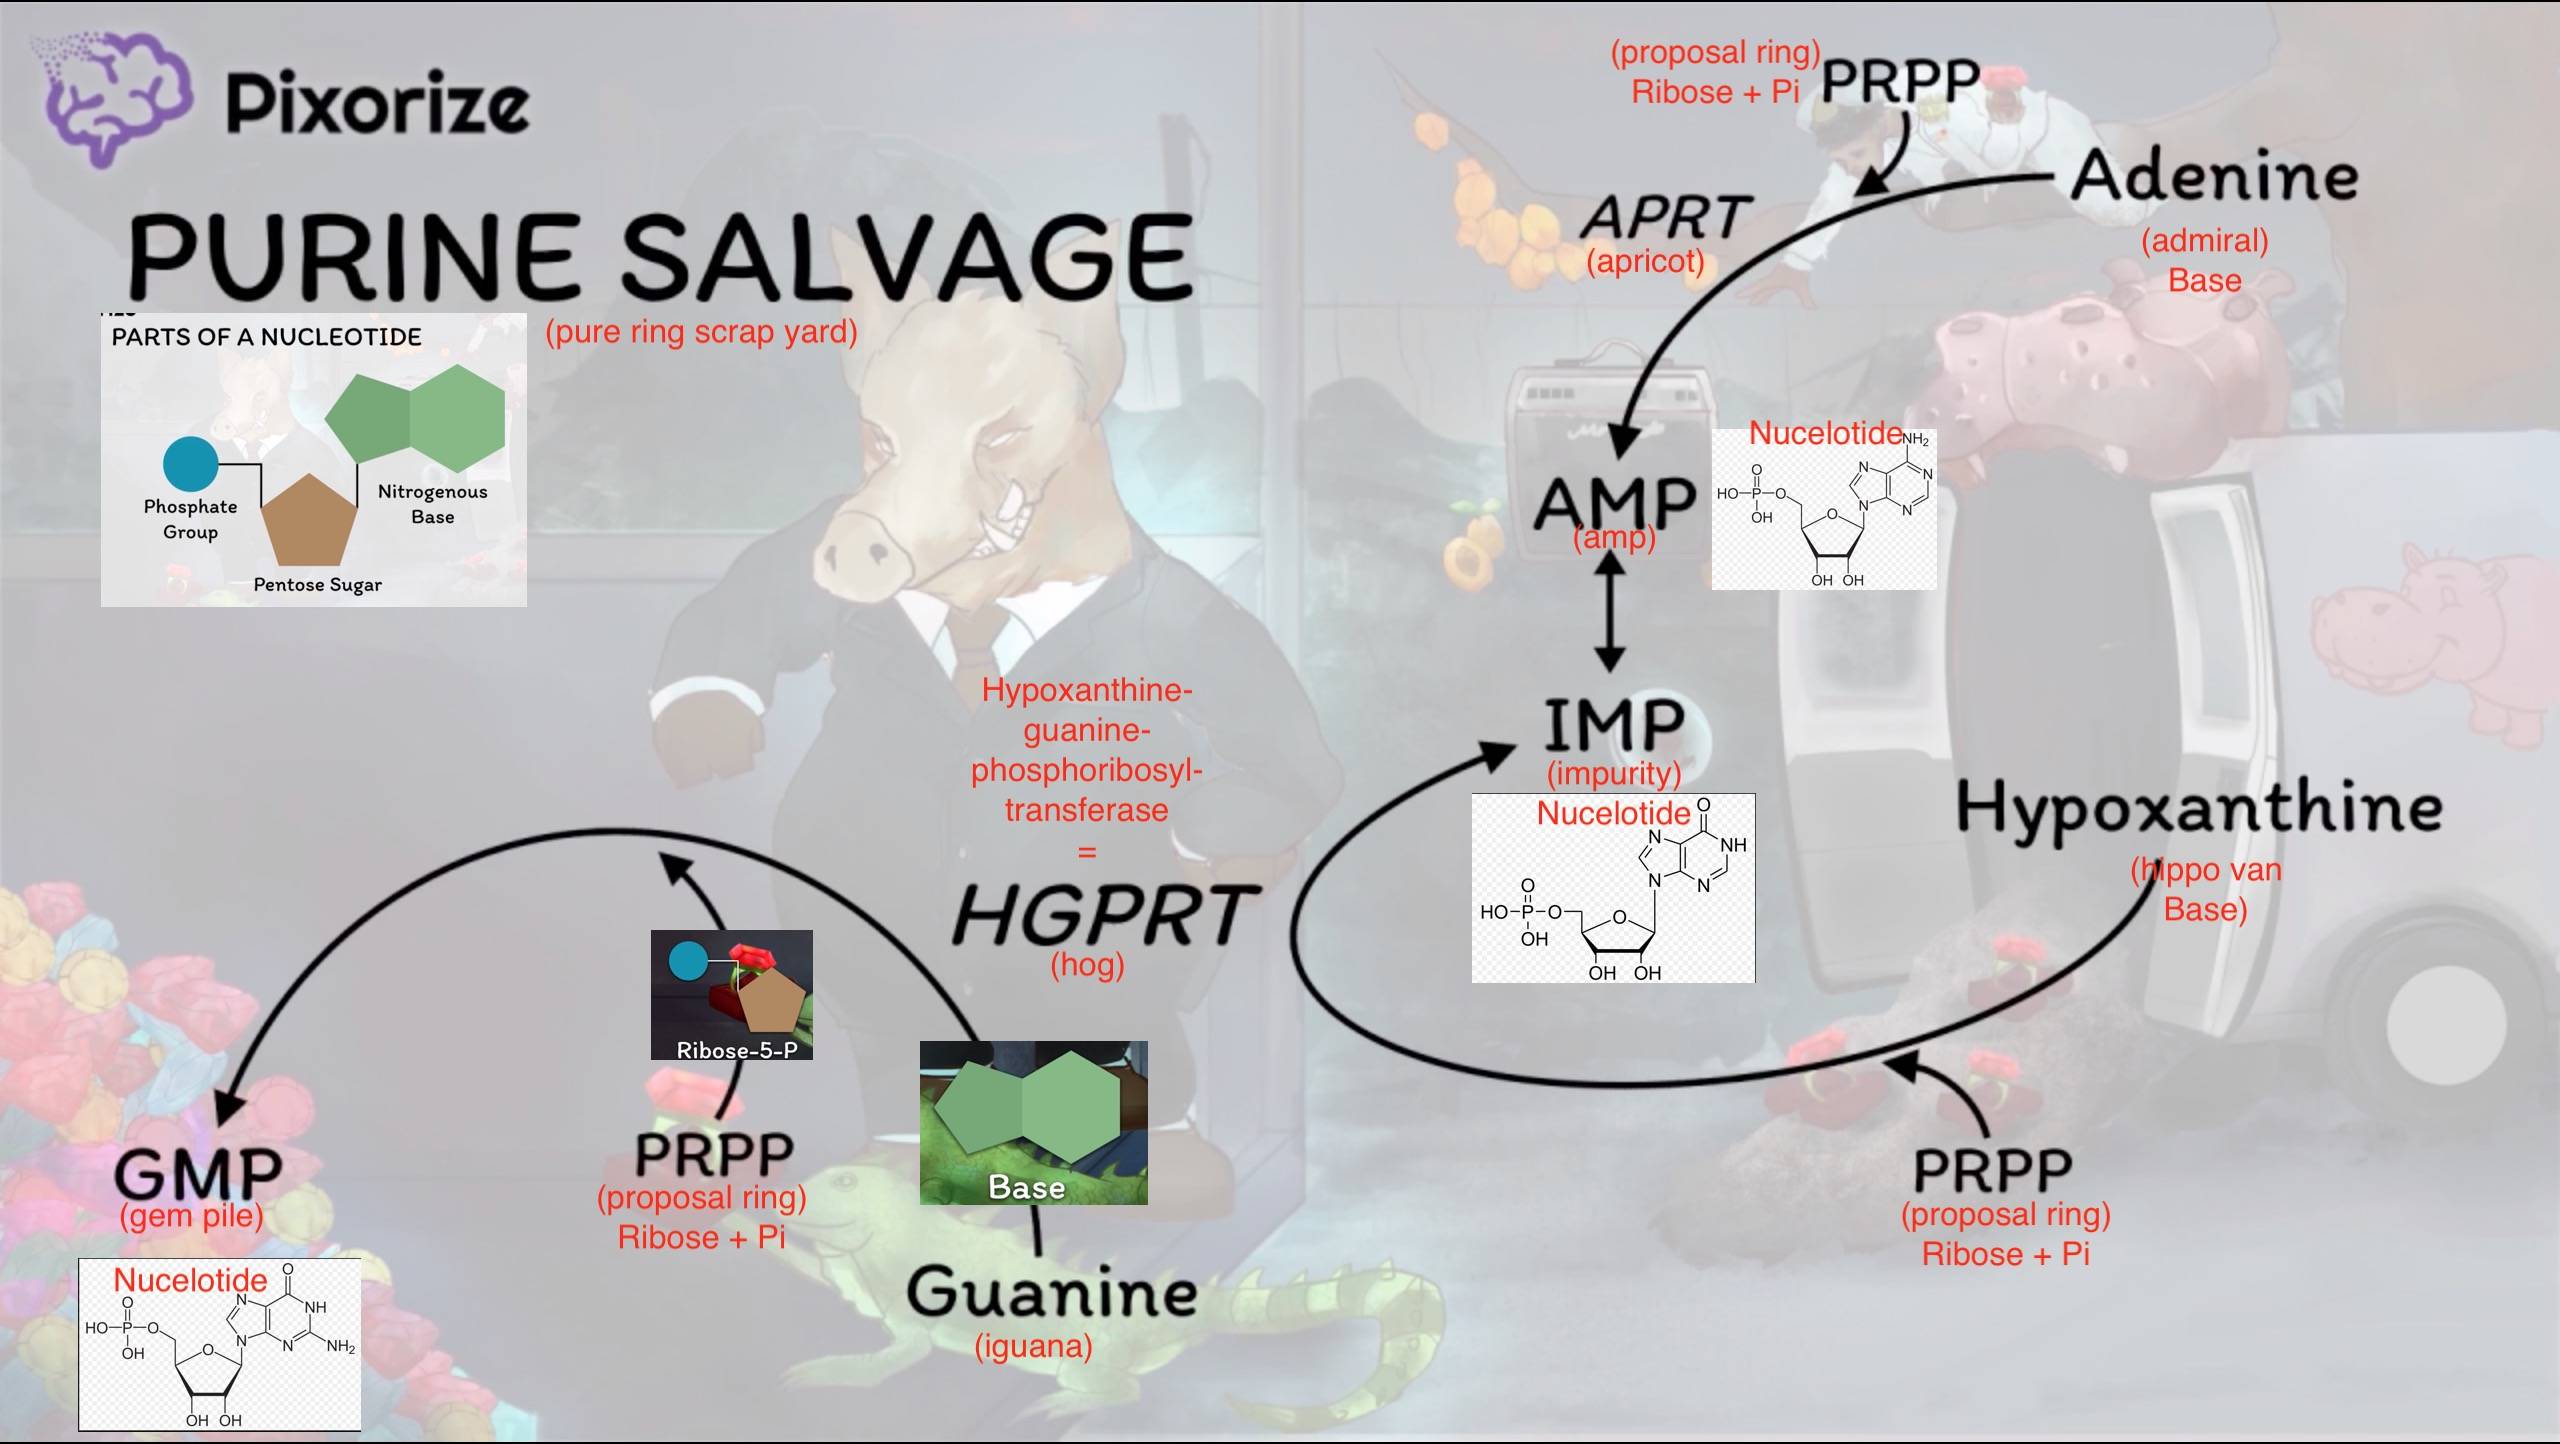 Pixorize
PURINE SALVAGE
(pure ring scrap yard)
PARTS OF A NUCLEOTIDE
Phosphate
Group
Nitrogenous
Base
Pentose Sugar
(proposal ring)
Ribose + Pi
PRPP
Adenine
(admiral)
Base
APRT
(apricot)
Nucelotide
NH2
N
N
N
N
O
HO
P
O
OH
O
OH
OH
AMP
(amp)
IMP
(impurity)
Nucelotide
O
N
NH
N
N
O
HO
P
O
OH
O
OH
OH
Hypoxanthine
(hippo van
Base)
PRPP
(proposal ring)
Ribose + Pi
Hypoxanthine-
guanine-
phosphoribosyl-
transferase
=
HGPRT
(hog)
Ribose-5-P
PRPP
(proposal ring)
Ribose + Pi
Base
Guanine
(iguana)
GMP
(gem pile)
Nucelotide
O
N
NH
N
N
NH2
O
HO
P
O
OH
O
OH
OH